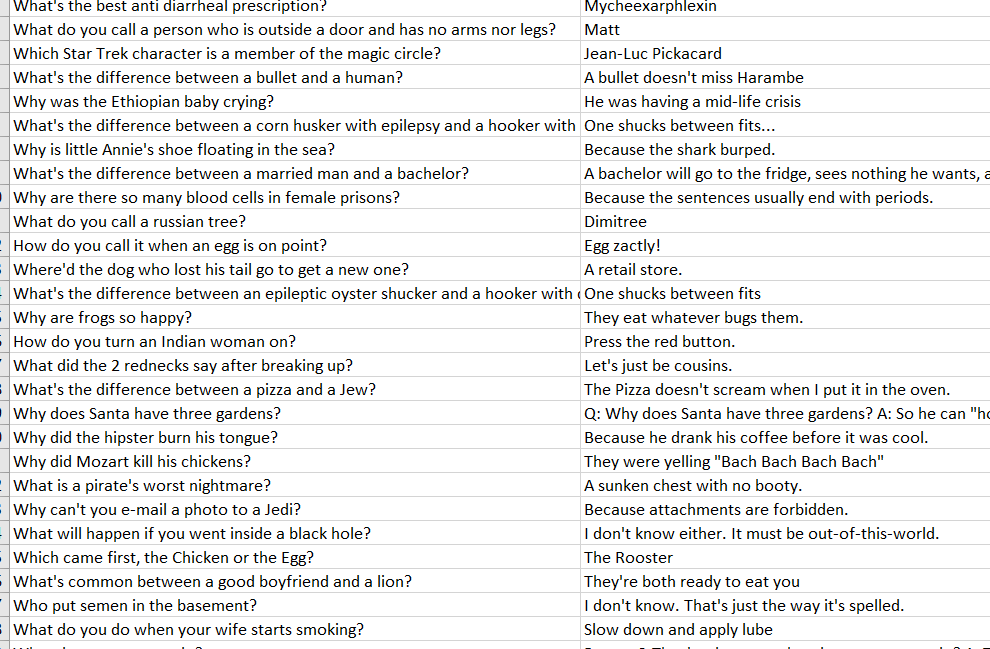 What's the best anti diarrheal prescription? Mycheexarphlexin
What do you call a person who is outside a door and has no arms nor legs? Matt
Which Star Trek character is a member of the magic circle? Jean-Luc Pickacard
What's the difference between a bullet and a human? A bullet doesn't miss Harambe
Why was the Ethiopian baby crying? He was having a mid-life crisis
What's the difference between a corn husker with epilepsy and a hooker with One shucks between fits...
Why is little Annie's shoe floating in the sea? Because the shark burped.
What's the difference between a married man and a bachelor? A bachelor will go to the fridge, sees nothing he wants,
Why are there so many blood cells in female prisons? Because the sentences usually end with periods.
What do you call a russian tree? Dimitree
How do you call it when an egg is on point? Egg zactly!
Where'd the dog who lost his tail go to get a new one? A retail store.
What's the difference between an epileptic oyster shucker and a hooker with One shucks between fits
Why are frogs so happy? They eat whatever bugs them.
How do you turn an Indian woman on? Press the red button.
What did the 2 rednecks say after breaking up? Let's just be cousins.
What's the difference between a pizza and a Jew? The Pizza doesn't scream when I put it in the oven.
Why does Santa have three gardens? Q: Why does Santa have three gardens? A: So he can
Why did the hipster burn his tongue? Because he drank his coffee before it was cool.
Why did Mozart kill his chickens? They were yelling "Bach Bach Bach Bach"
What is a pirate's worst nightmare? A sunken chest with no booty.
Why can't you e-mail a photo to a Jedi? Because attachments are forbidden.
What will happen if you went inside a black hole? I don't know either. It must be out-of-this-world.
Which came first, the Chicken or the Egg? The Rooster
What's common between a good boyfriend and a lion? They're both ready to eat you
Who put semen in the basement? I don't know. That's just the way it's spelled.
What do you do when your wife starts smoking? Slow down and apply lube